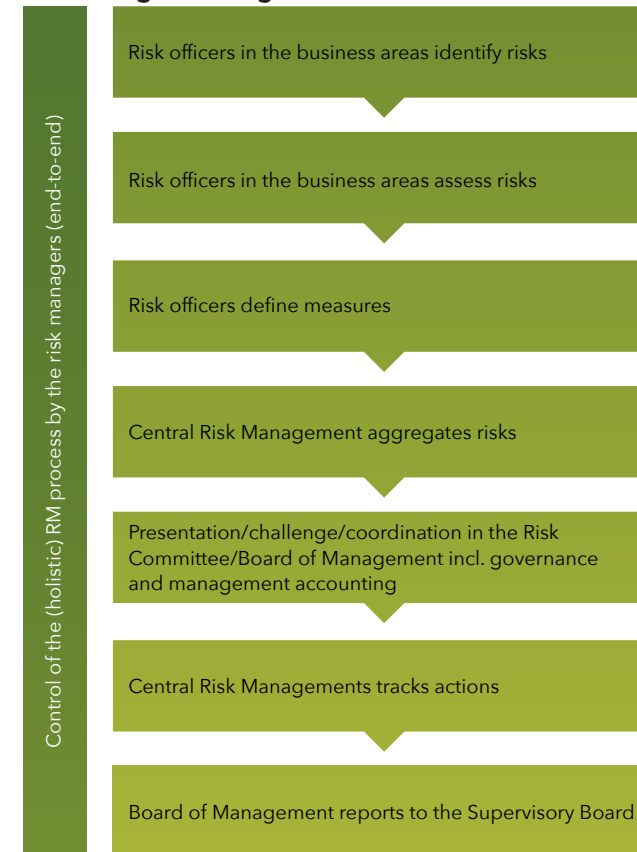 Control of the (holistic) RM process by the risk managers (end-to-end)
Risk officers in the business areas identify risks
Risk officers in the business areas assess risks
Risk officers define measures
Central Risk Management aggregates risks
Presentation/challenge/coordination in the Risk
Committee/Board of Management incl. governance
and management accounting
Central Risk Managements tracks actions
Board of Management reports to the Supervisory Board